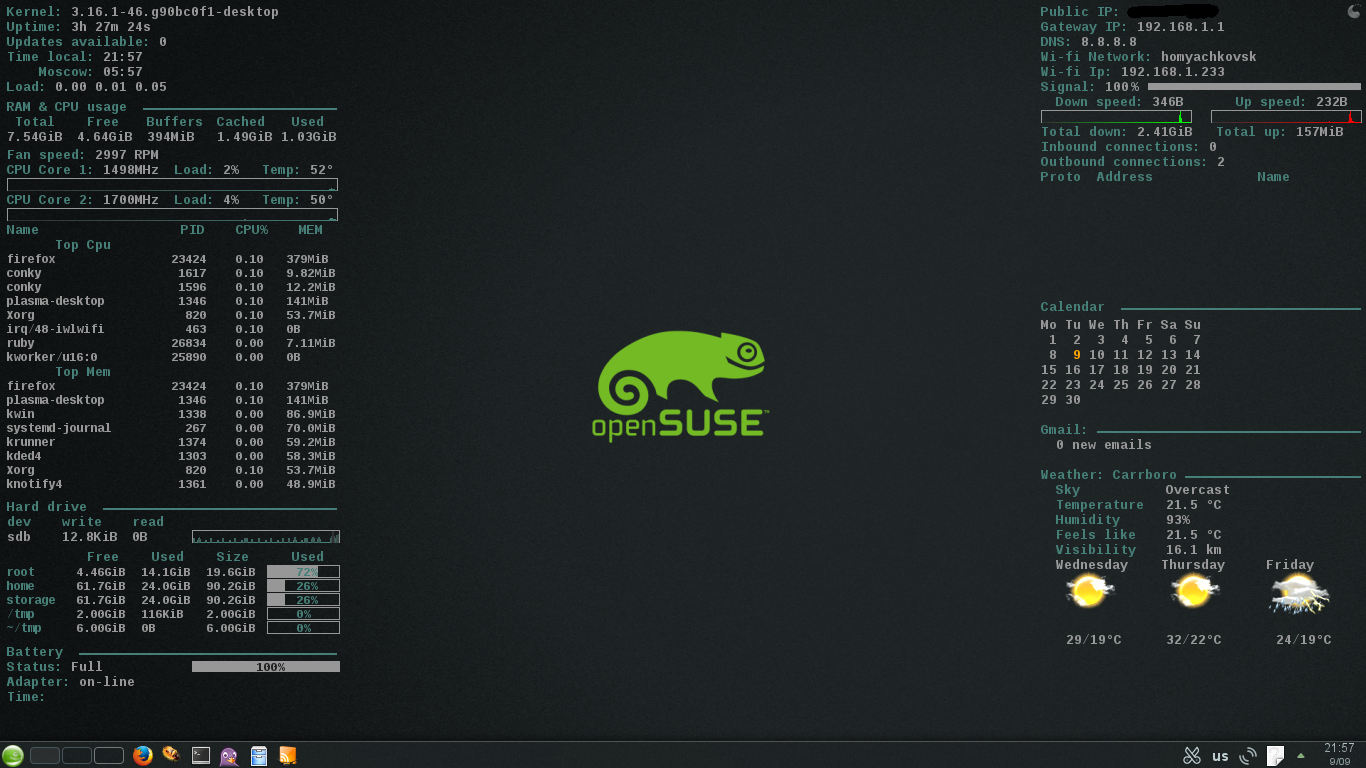 Kernel: 3.16.1-46.g90bc0f1-desktop
Uptime: 3h 27m 24s
Updates available: 0
Time local: 21:57
Moscow: 05:57
Load: 0.00 0.01 0.05
RAM & CPU usage
Total Free Buffers Cached Used
7.54GiB 4.64GiB 394MiB 1.49GiB 1.03GiB
Fan speed: 2997 RPM
CPU Core 1: 1498MHz Load: 2% Temp: 52°
CPU Core 2: 1700MHz Load: 4% Temp: 50°
Name PID CPU% MEM
Top Cpu
firefox 23424 0.10 379MiB
conky 1617 0.10 9.82MiB
conky 1596 0.10 12.2MiB
plasma-desktop 1346 0.10 141MiB
Xorg 820 0.10 53.7MiB
irq/48-iwlwifi 463 0.10 0B
ruby 26834 0.00 7.11MiB
kworker/u16:0 25890 0.00 0B
Top Mem
firefox 23424 0.10 379MiB
plasma-desktop 1346 0.10 141MiB
kwin 1338 0.00 86.9MiB
systemd-journal 267 0.00 70.0MiB
krunner 1374 0.00 59.2MiB
kded4 1303 0.00 58.3MiB
Xorg 820 0.10 53.7MiB
knotify4 1361 0.00 48.9MiB
Hard drive
dev write read
sdb 12.8KiB 0B
Free Used Size Used
root 4.46GiB 14.1GiB 19.6GiB 72%
home 61.7GiB 24.0GiB 90.2GiB 26%
storage 61.7GiB 24.0GiB 90.2GiB 26%
/tmp 2.00GiB 116KiB 2.00GiB 0%
~/tmp 6.00GiB 0B 6.00GiB 0%
Battery
Status: Full 100%
Adapter: on-line
Time:
openSUSE™
Public IP:
Gateway IP: 192.168.1.1
DNS: 8.8.8.8
Wi-fi Network: homyachkovsk
Wi-fi Ip: 192.168.1.233
Signal: 100%
Down speed: 346B Up speed: 232B
Total down: 2.41GiB Total up: 157MiB
Inbound connections: 0
Outbound connections: 2
Proto Address Name
Calendar
Mo Tu We Th Fr Sa Su
1 2 3 4 5 6 7
8 9 10 11 12 13 14
15 16 17 18 19 20 21
22 23 24 25 26 27 28
29 30
Gmail:
0 new emails
Weather: Carrboro
Sky Overcast
Temperature 21.5 °C
Humidity 93%
Feels like 21.5 °C
Visibility 16.1 km
Wednesday Thursday Friday
29/19°C 32/22°C 24/19°C
us
21:57
9/09